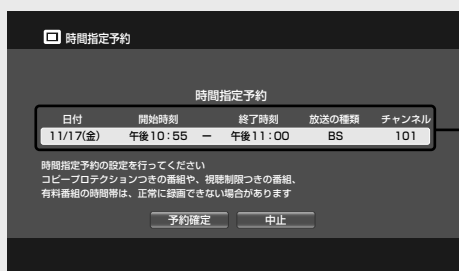 時間指定予約
時間指定予約
日付 開始時刻 終了時刻 放送の種類 チャンネル
11/17(金) 午後10:55 － 午後11:00 BS 101
時間指定予約の設定を行ってください
コピープロテクションつきの番組や、視聴制限つきの番組、
有料番組の時間帯は、正常に録画できない場合があります
予約確定 中止